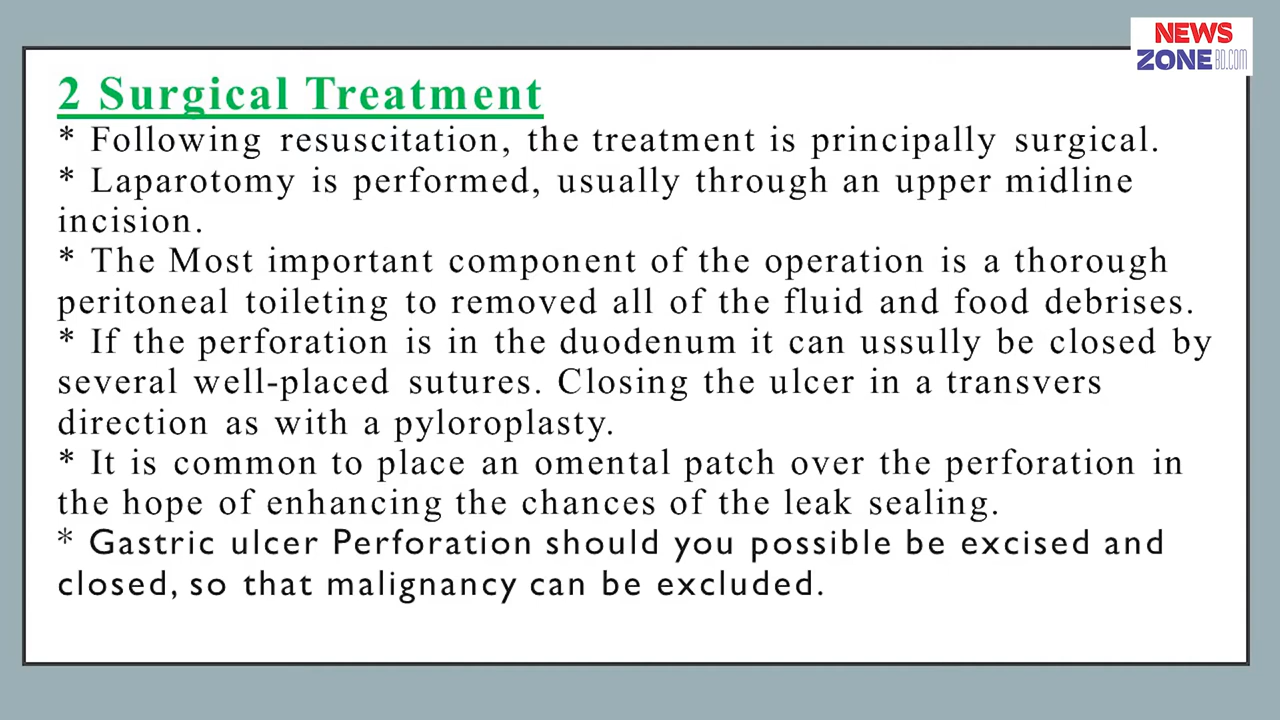 NEWS
ZONE BD.COM
2 Surgical Treatment
* Following resuscitation, the treatment is principally surgical.
* Laparotomy is performed, usually through an upper midline
incision.
* The Most important component of the operation is a thorough
peritoneal toileting to removed all of the fluid and food debrises.
* If the perforation is in the duodenum it can ussully be closed by
several well-placed sutures. Closing the ulcer in a transvers
direction as with a pyloroplasty.
* It is common to place an omental patch over the perforation in
the hope of enhancing the chances of the leak sealing.
* Gastric ulcer Perforation should you possible be excised and
closed, so that malignancy can be excluded.